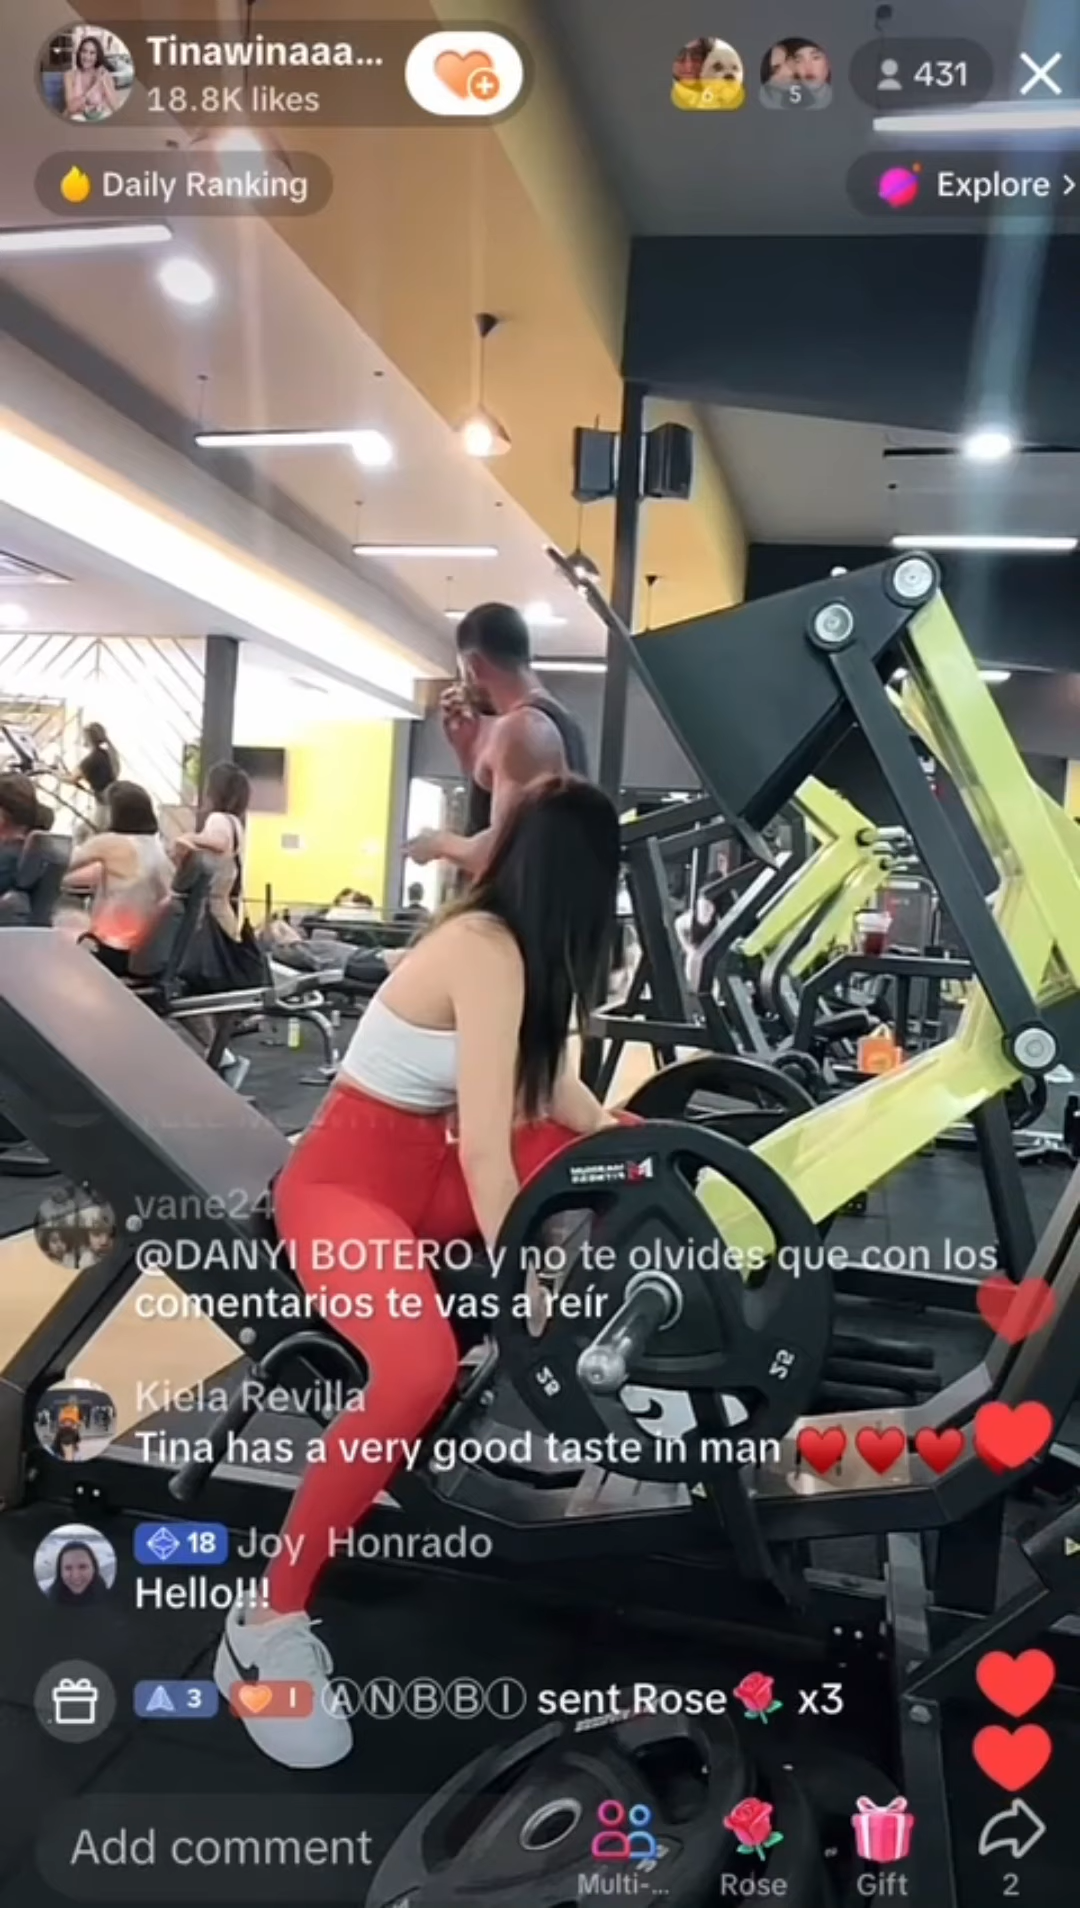 Tinawinaaa...
18.8K likes
6
5
431
Daily Ranking
Explore >
vane24
@DANYI BOTERO y no te olvides que con los
comentarios te vas a reír
Kiela Revilla
Tina has a very good taste in man ♥️♥️♥️
18 Joy Honrado
Hello!!!
3 I ⒶⓃⒷⒷⒾ sent Rose🌹 x3
Add comment
Multi-...
Rose
Gift
2